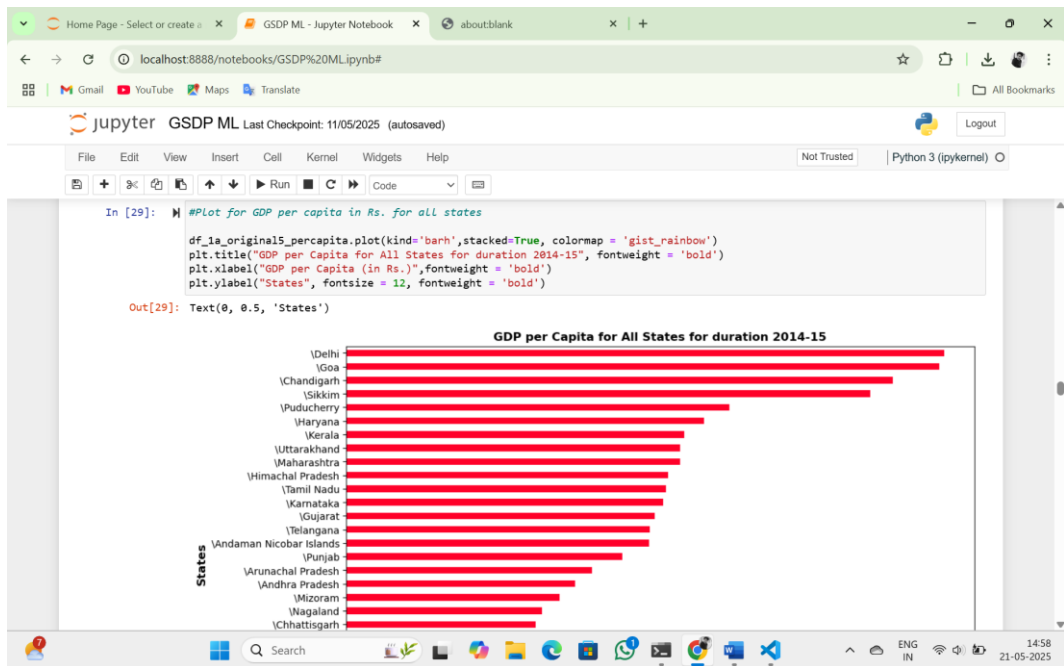 Home Page - Select or create a
GSDP ML - Jupyter Notebook
about:blank
localhost:8888/notebooks/GSDP%20ML.ipynb#
Gmail YouTube Maps Translate All Bookmarks
jupyter GSDP ML Last Checkpoint: 11/05/2025 (autosaved) Logout
File Edit View Insert Cell Kernel Widgets Help Not Trusted Python 3 (ipykernel)
Run Code
In [29]: #Plot for GDP per capita in Rs. for all states
df_1a_original5_percapita.plot(kind='barh',stacked=True, colormap = 'gist_rainbow')
plt.title("GDP per Capita for All States for duration 2014-15", fontweight = 'bold')
plt.xlabel("GDP per Capita (in Rs.)",fontweight = 'bold')
plt.ylabel("States", fontsize = 12, fontweight = 'bold')
Out[29]: Text(0, 0.5, 'States')
GDP per Capita for All States for duration 2014-15
\Delhi
\Goa
\Chandigarh
\Sikkim
\Puducherry
\Haryana
\Kerala
\Uttarakhand
\Maharashtra
\Himachal Pradesh
\Tamil Nadu
\Karnataka
\Gujarat
\Telangana
\Andaman Nicobar Islands
\Punjab
\Arunachal Pradesh
\Andhra Pradesh
\Mizoram
\Nagaland
\Chhattisgarh
States
7
Search
1
ENG
IN
14:58
21-05-2025